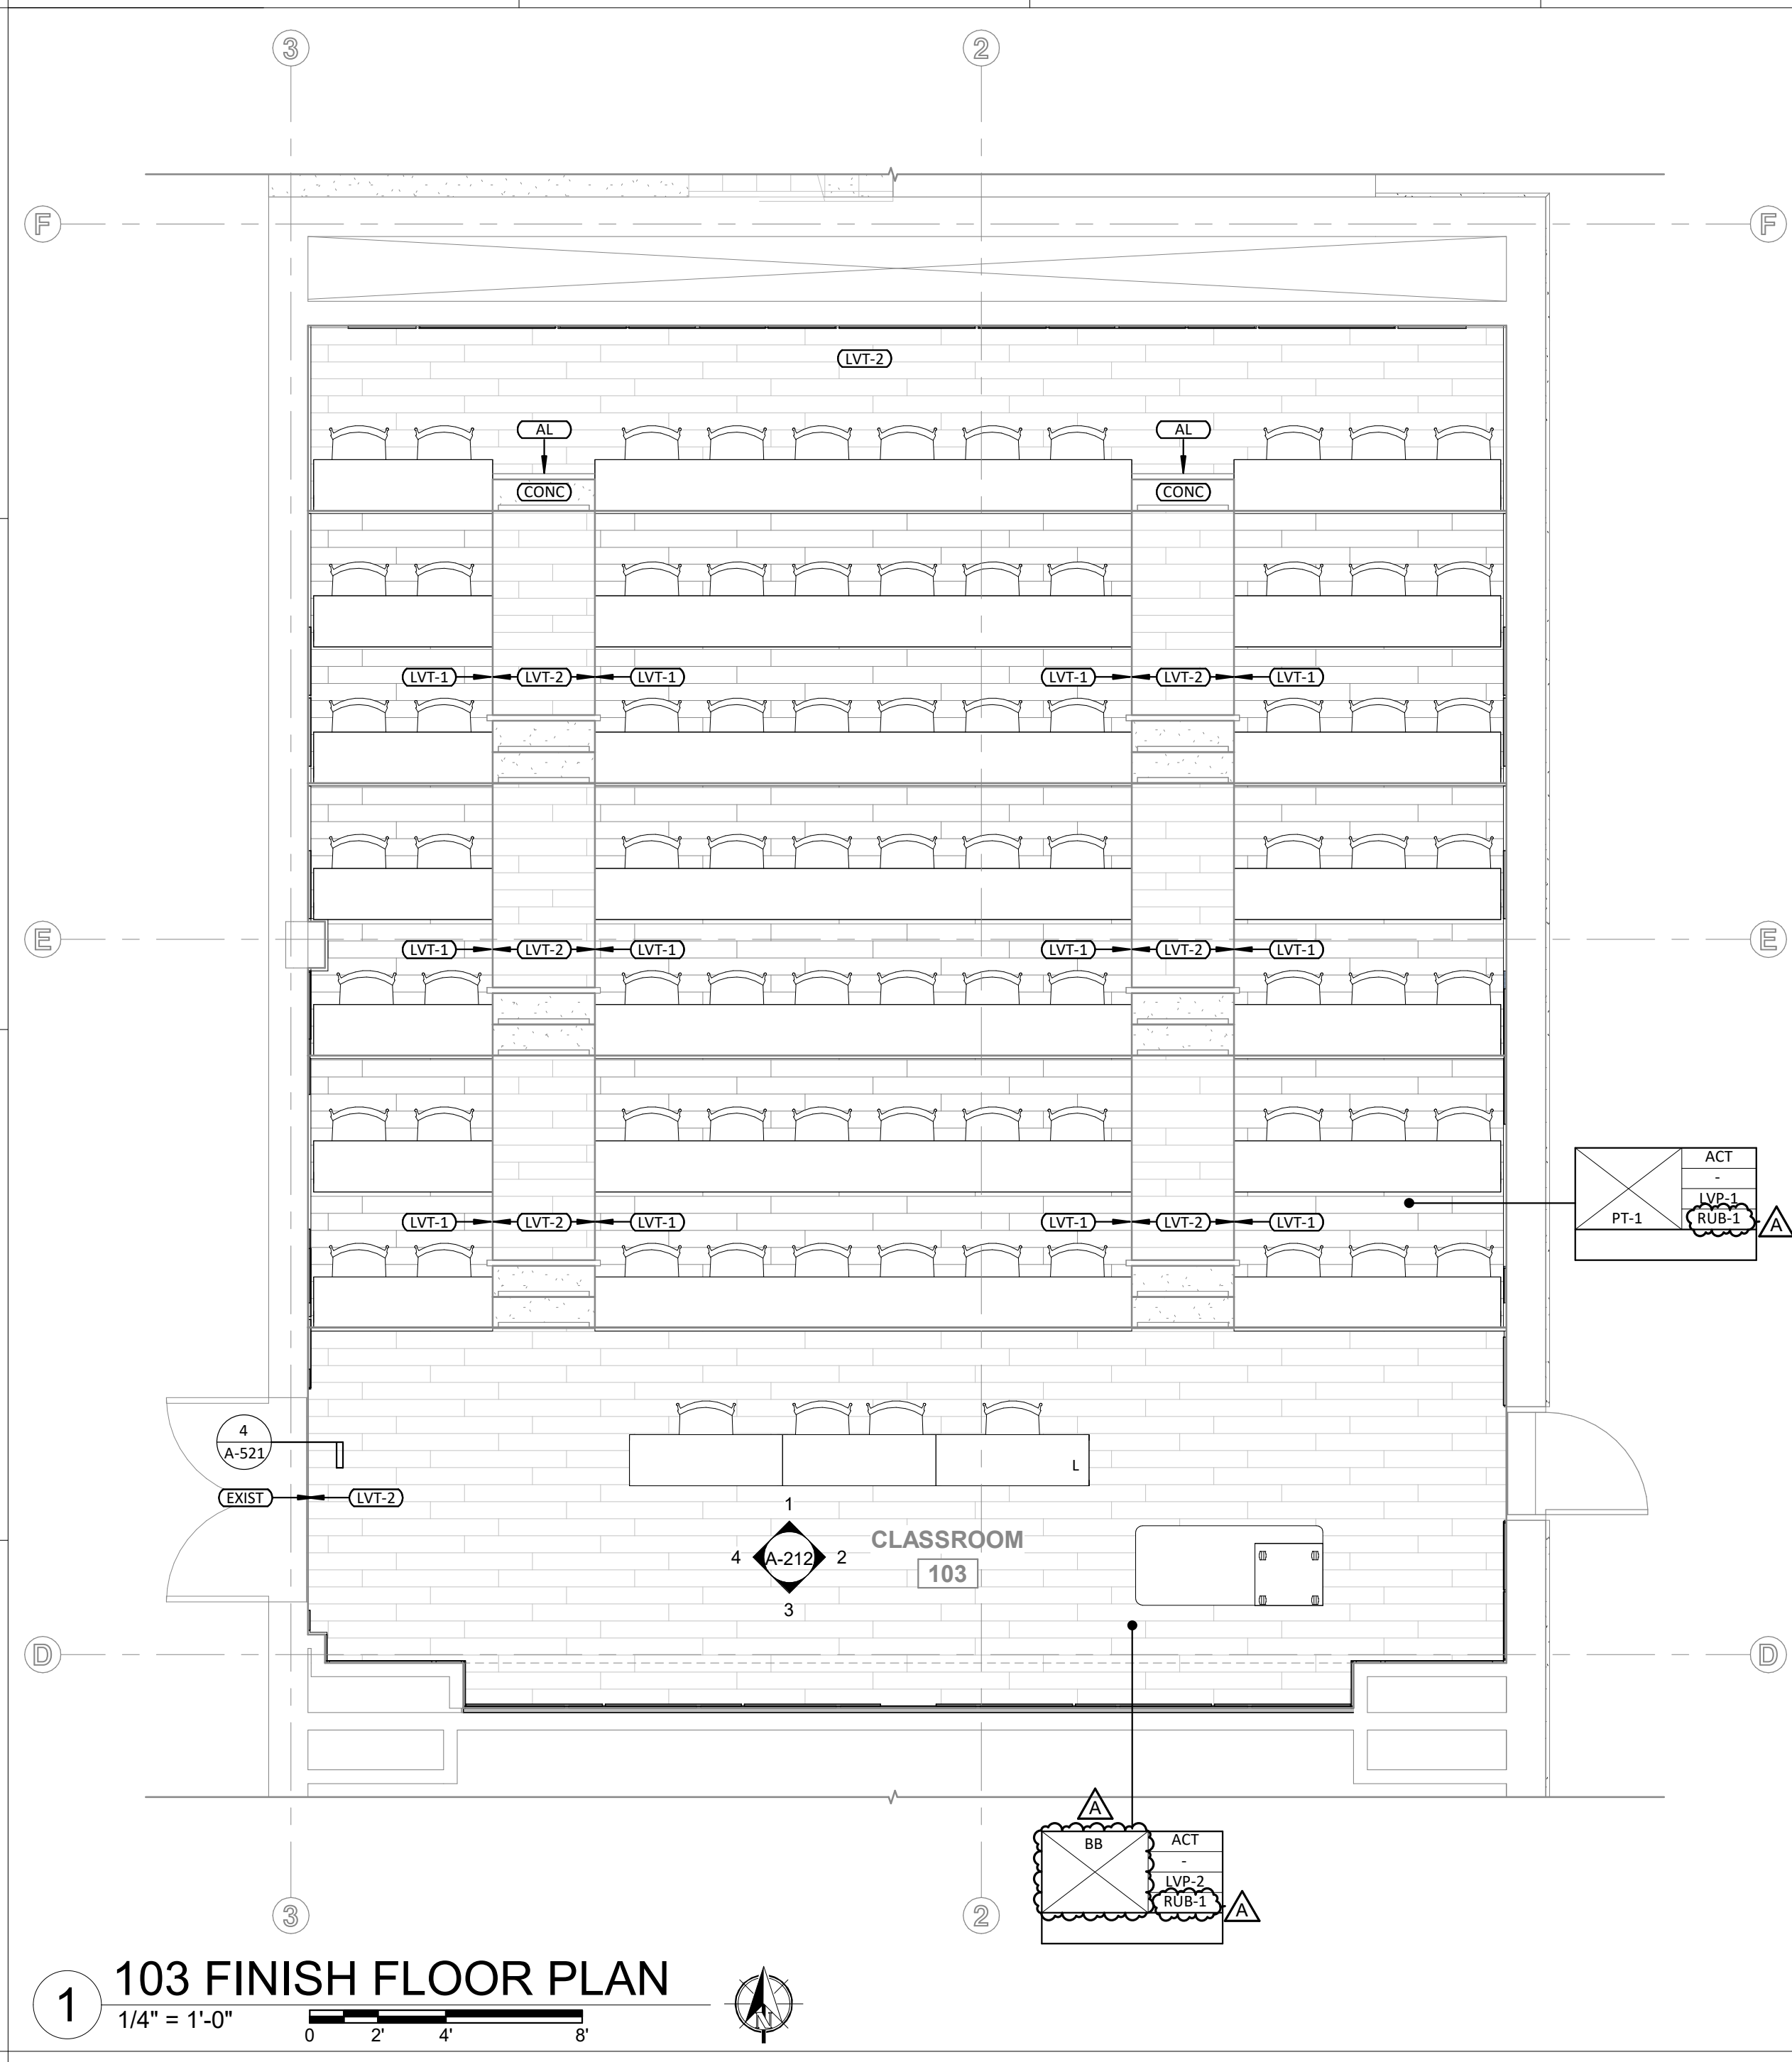 3 2
F F
LVT-2
AL AL
CONC CONC
LVT-1 LVT-2 LVT-1 LVT-1 LVT-2 LVT-1
E E
LVT-1 LVT-2 LVT-1 LVT-1 LVT-2 LVT-1
ACT
-
LVP-1
PT-1 RUB-1 A
LVT-1 LVT-2 LVT-1 LVT-1 LVT-2 LVT-1
4
A-521
L
EXIST LVT-2
1
CLASSROOM
4 A-212 2
103
3
D D
A
BB ACT
-
LVP-2
RUB-1 A
3 2
103 FINISH FLOOR PLAN
1
1/4" = 1'-0"
N
0 2' 4' 8'